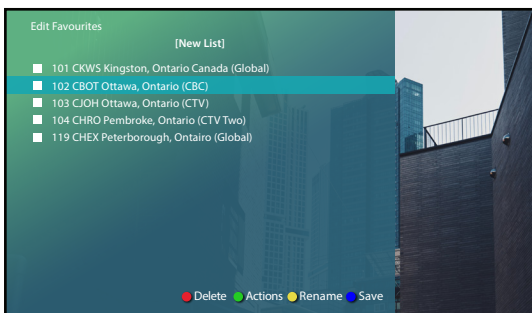 Edit Favourites
[New List]
101 CKWS Kingston, Ontario Canada (Global)
102 CBOT Ottawa, Ontario (CBC)
103 CJOH Ottawa, Ontario (CTV)
104 CHRO Pembroke, Ontario (CTV Two)
119 CHEX Peterborough, Ontairo (Global)
Delete Actions Rename Save